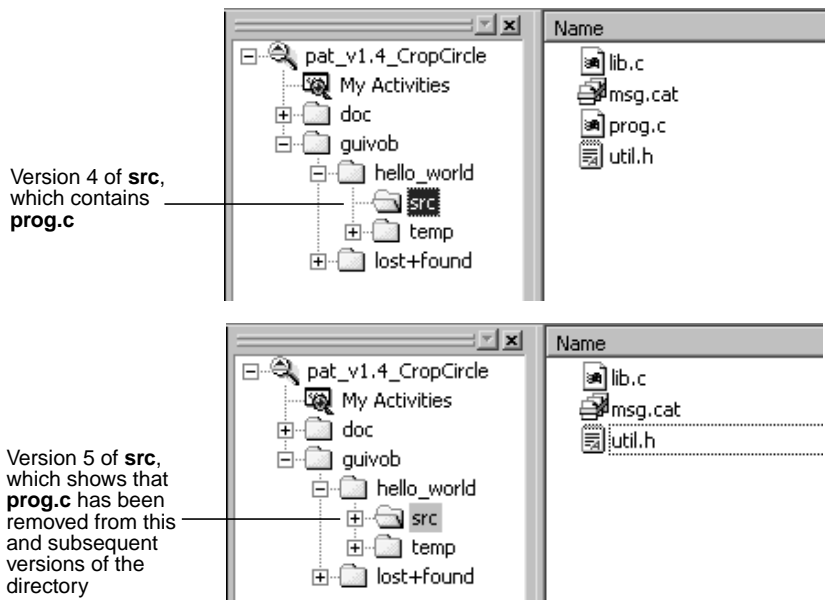 Name
pat_v1.4_CropCircle
My Activities
doc
guivob
hello_world
src
temp
lost+found
lib.c
msg.cat
prog.c
util.h
Version 4 of src,
which contains
prog.c
Name
pat_v1.4_CropCircle
My Activities
doc
guivob
hello_world
src
temp
lost+found
lib.c
msg.cat
util.h
Version 5 of src,
which shows that
prog.c has been
removed from this
and subsequent
versions of the
directory